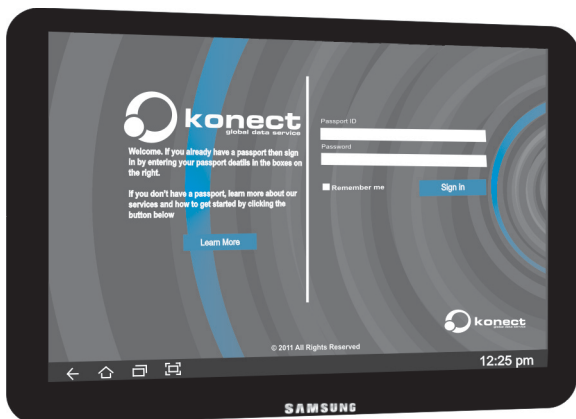 konect
global data service
Welcome. If you already have a passport then sign
in by entering your passport deatils in the boxes on
the right.
If you don't have a passport, learn more about our
services and how to get started by clicking the
button below
Learn More
Passport ID
Password
Remember me
Sign in
konect
global data service
© 2011 All Rights Reserved
12:25 pm
SAMSUNG